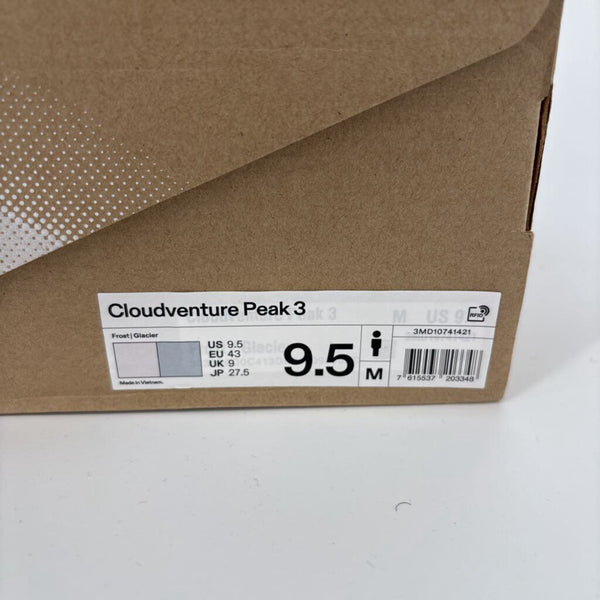 Cloudventure Peak 3
RFID
Frost | Glacier
US 9.5
EU 43
UK 9
JP 27.5
9.5
M
3MD10741421
7 615537 203348
Made in Vietnam.